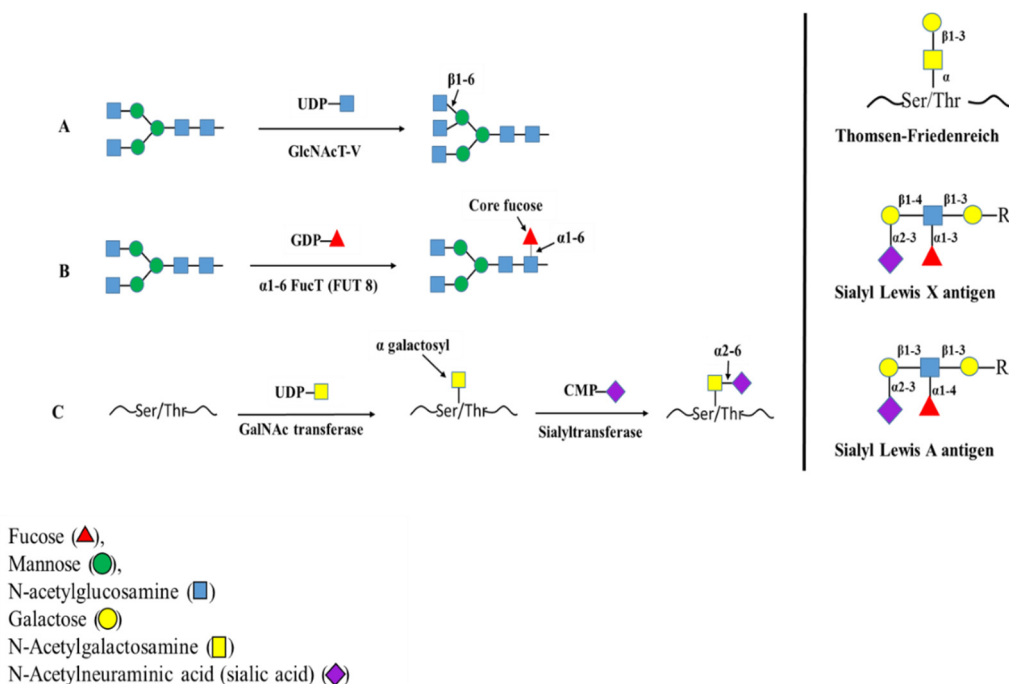 A
UDP
GlcNAcT-V
β1-6
B
GDP
α1-6 FucT (FUT 8)
Core fucose
α1-6
C
Ser/Thr
UDP
GalNAc transferase
α galactosyl
Ser/Thr
CMP
Sialyltransferase
α2-6
Ser/Thr
β1-3
α
Ser/Thr
Thomsen-Friedenreich
β1-4 β1-3
R
α2-3 α1-3
Sialyl Lewis X antigen
β1-3 β1-3
R
α2-3 α1-4
Sialyl Lewis A antigen
Fucose (),
Mannose (),
N-acetylglucosamine ()
Galactose ()
N-Acetylgalactosamine ()
N-Acetylneuraminic acid (sialic acid) ()